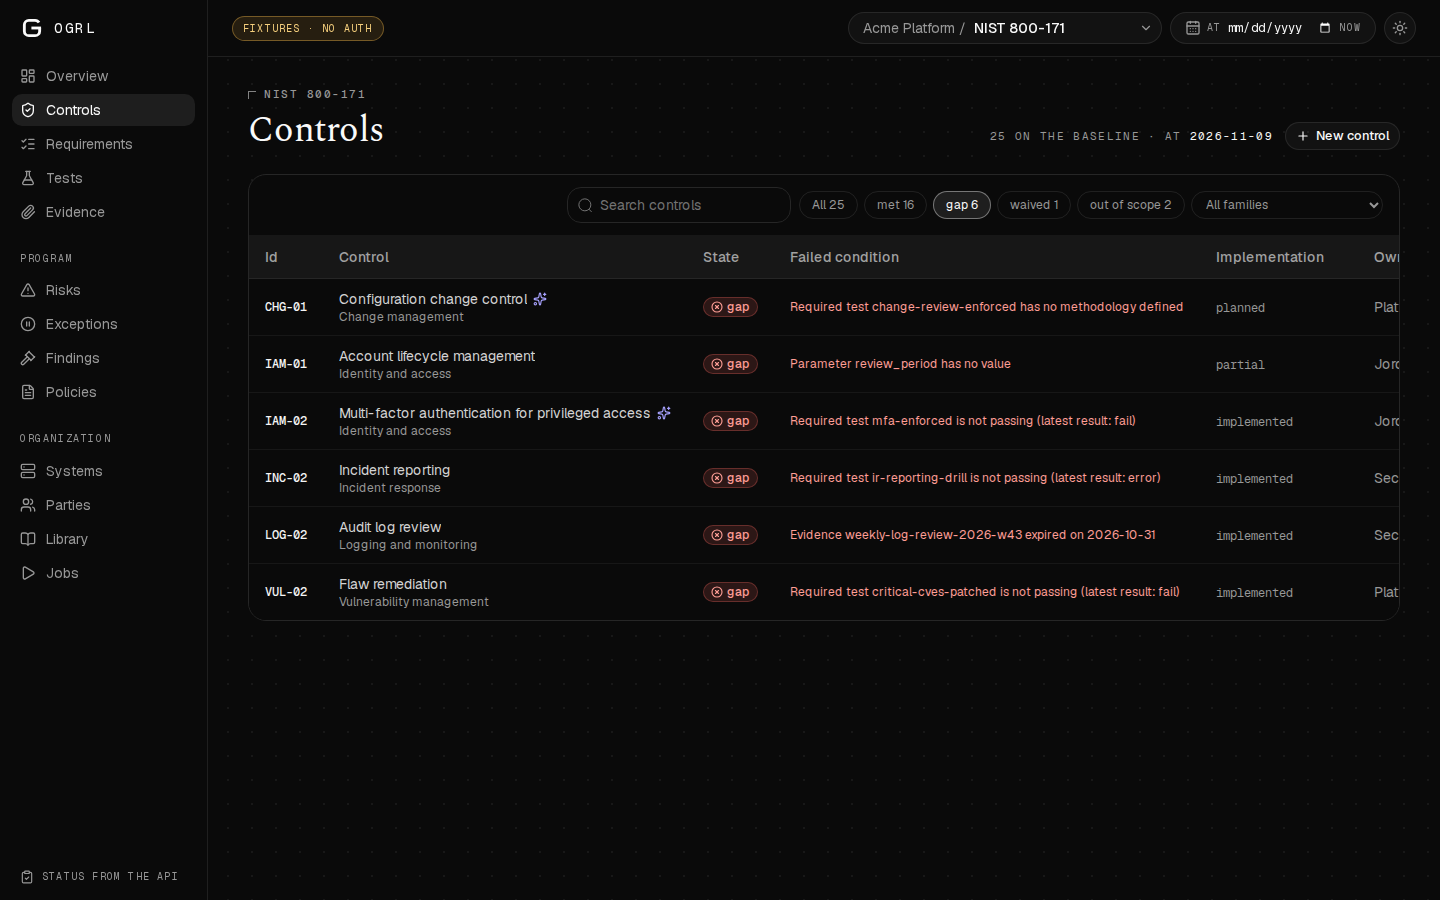 OGRL
FIXTURES · NO AUTH
Acme Platform / NIST 800-171
AT mm/dd/yyyy NOW
Overview
Controls
Requirements
Tests
Evidence
PROGRAM
Risks
Exceptions
Findings
Policies
ORGANIZATION
Systems
Parties
Library
Jobs
STATUS FROM THE API
NIST 800-171
Controls
25 ON THE BASELINE · AT 2026-11-09
New control
Search controls
All 25
met 16
gap 6
waived 1
out of scope 2
All families
Id Control State Failed condition Implementation Own
CHG-01 Configuration change control gap Required test change-review-enforced has no methodology defined planned Plat
Change management
IAM-01 Account lifecycle management gap Parameter review_period has no value partial Jord
Identity and access
IAM-02 Multi-factor authentication for privileged access gap Required test mfa-enforced is not passing (latest result: fail) implemented Jord
Identity and access
INC-02 Incident reporting gap Required test ir-reporting-drill is not passing (latest result: error) implemented Sec
Incident response
LOG-02 Audit log review gap Evidence weekly-log-review-2026-w43 expired on 2026-10-31 implemented Sec
Logging and monitoring
VUL-02 Flaw remediation gap Required test critical-cves-patched is not passing (latest result: fail) implemented Plat
Vulnerability management